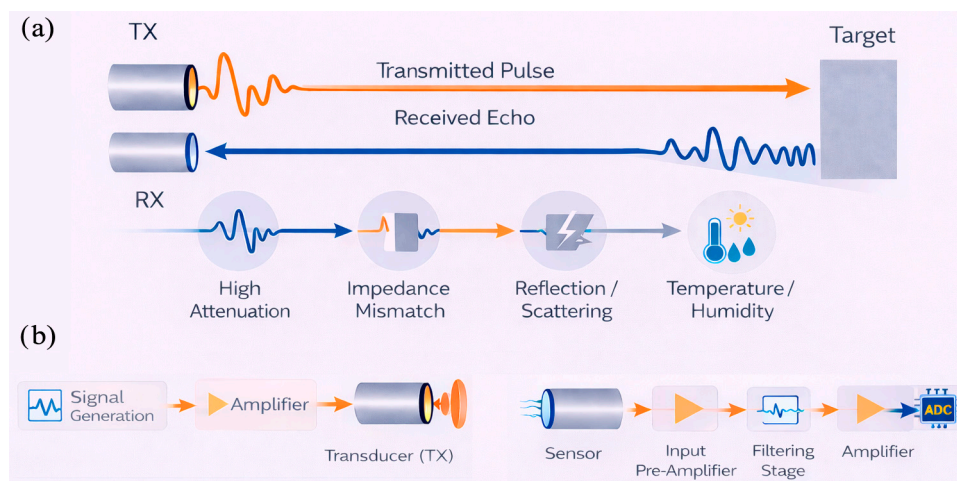 (a)
TX
Target
Transmitted Pulse
Received Echo
RX
High
Attenuation
Impedance
Mismatch
Reflection /
Scattering
Temperature /
Humidity
(b)
Signal
Generation
Amplifier
Transducer (TX)
Sensor
Input
Pre-Amplifier
Filtering
Stage
Amplifier
ADC